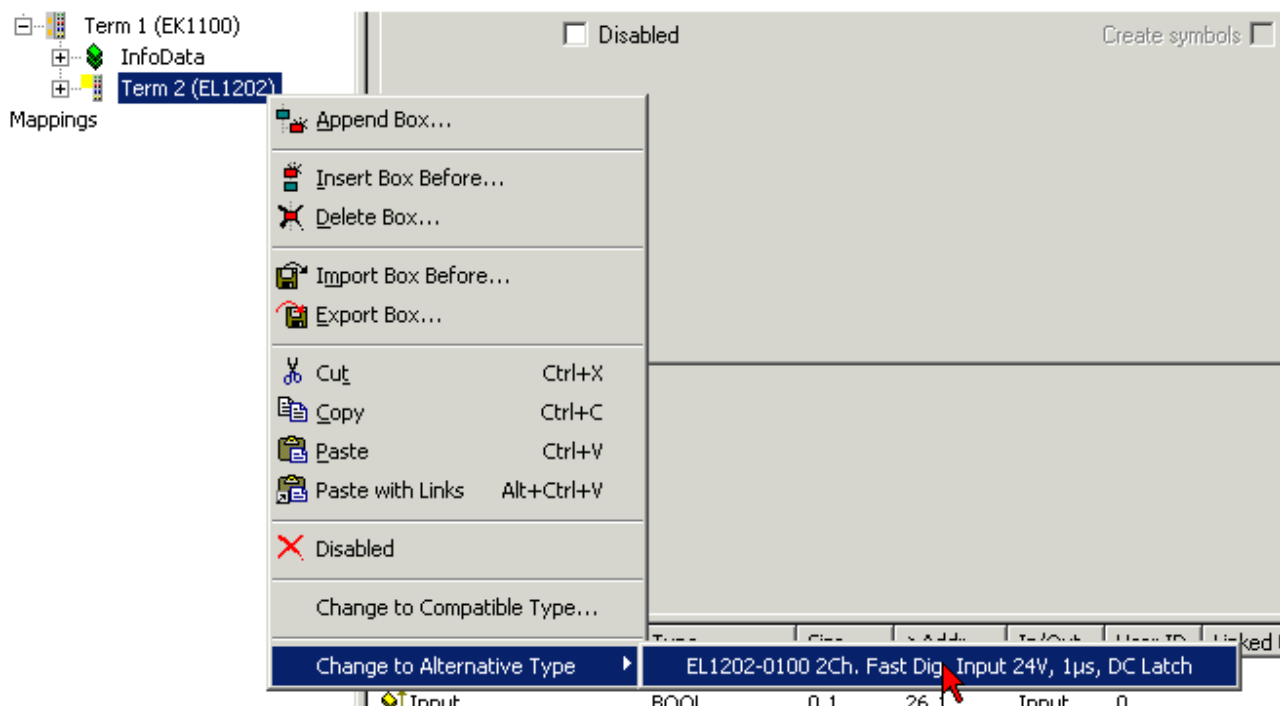 Term 1 (EK1100)
Disabled
Create symbols
InfoData
Term 2 (EL1202)
Mappings
Append Box...
Insert Box Before...
Delete Box...
Import Box Before...
Export Box...
Cut Ctrl+X
Copy Ctrl+C
Paste Ctrl+V
Paste with Links Alt+Ctrl+V
Disabled
Change to Compatible Type...
Change to Alternative Type
EL1202-0100 2Ch. Fast Dig. Input 24V, 1µs, DC Latch
Input BOOL 0.1 26.1 Input 0